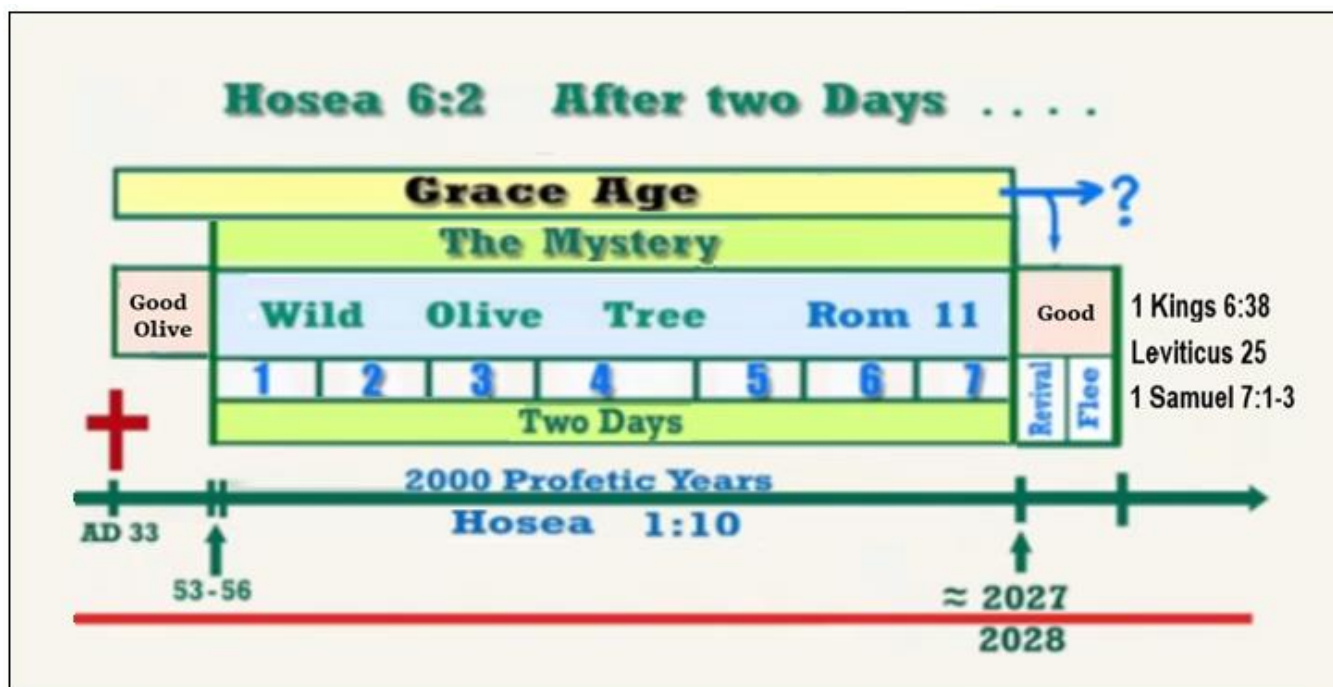 Hosea 6:2 After two Days . . . .
Grace Age
?
The Mystery
Good
Olive
Wild Olive Tree Rom 11
Good
1 Kings 6:38
Leviticus 25
1 Samuel 7:1-3
1 2 3 4 5 6 7
Revival
Flee
Two Days
2000 Profetic Years
Hosea 1:10
AD 33
53-56
≈ 2027
2028